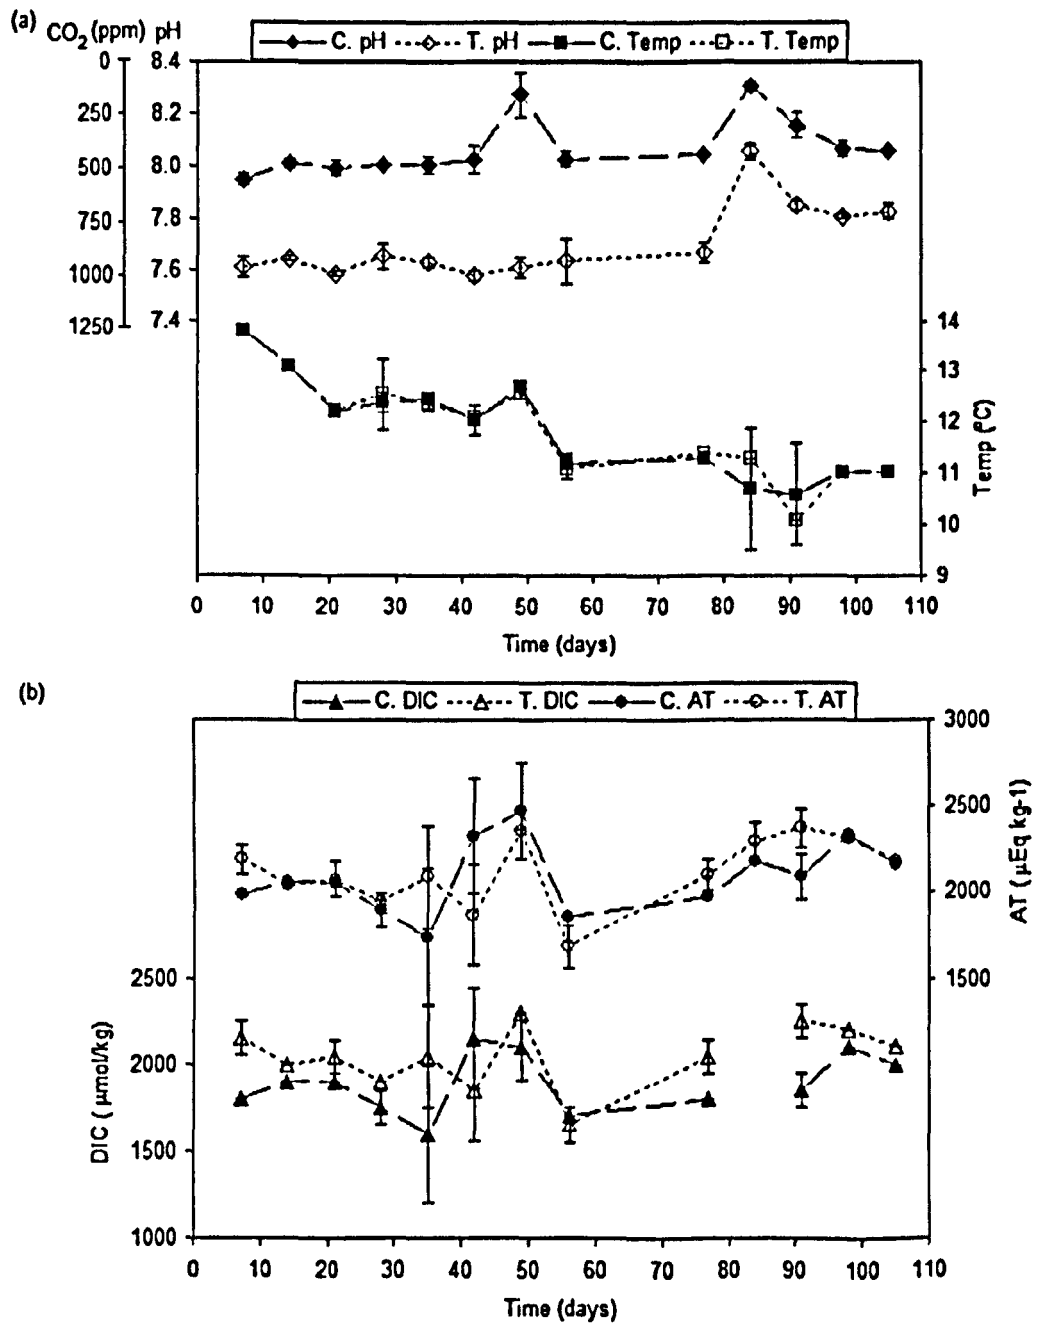 (a) CO₂ (ppm) pH
C. pH T. pH C. Temp T. Temp
0 8.4
250 8.2
500 8.0
750 7.8
1000 7.6
1250 7.4
14
13
12
11
10
9
Temp (ºC)
0 10 20 30 40 50 60 70 80 90 100 110
Time (days)
(b)
C. DIC T. DIC C. AT T. AT
3000
2500
2000
1500
AT ( µEq kg-1)
2500
2000
1500
1000
DIC ( µmol/kg)
0 10 20 30 40 50 60 70 80 90 100 110
Time (days)